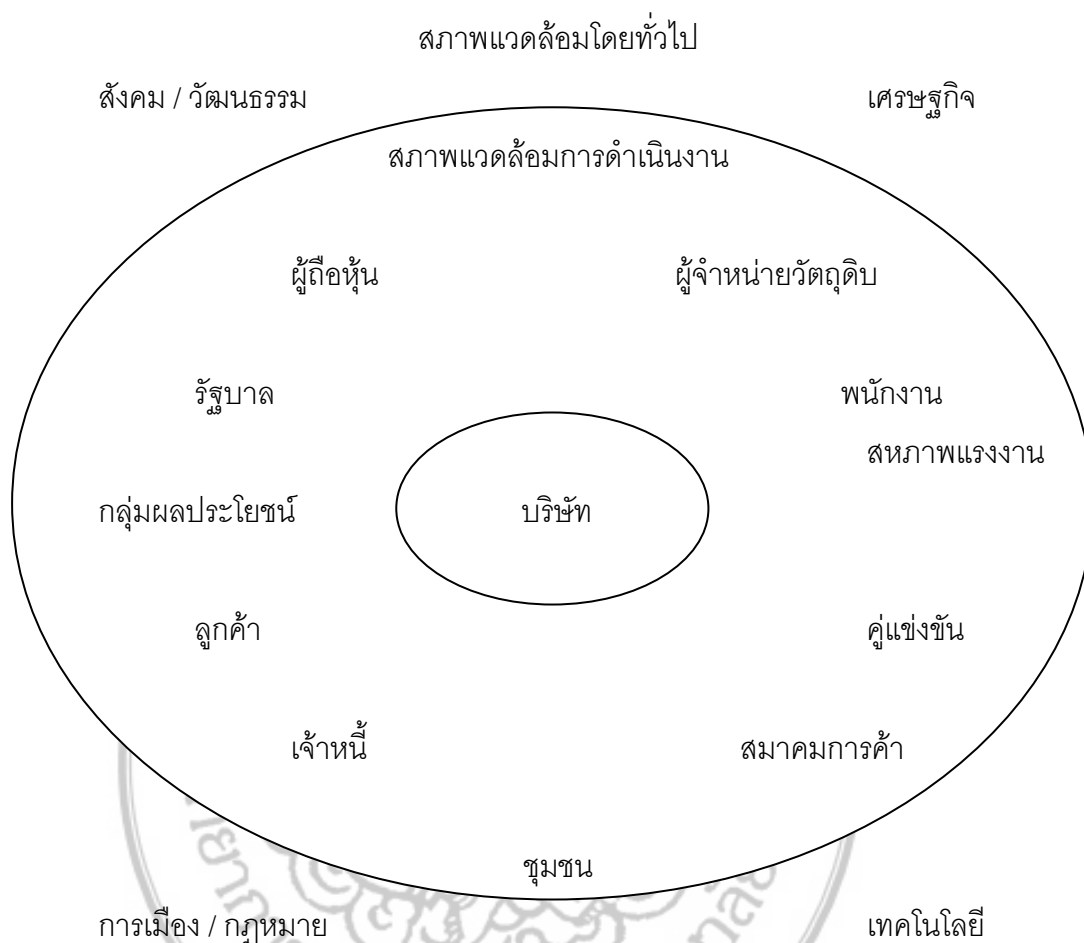 สภาพแวดล้อมโดยทั่วไป
สังคม / วัฒนธรรม เศรษฐกิจ
สภาพแวดล้อมการดำเนินงาน
ผู้ถือหุ้น ผู้จำหน่ายวัตถุดิบ
รัฐบาล พนักงาน
สหภาพแรงงาน
กลุ่มผลประโยชน์ บริษัท
ลูกค้า คู่แข่งขัน
เจ้าหนี้ สมาคมการค้า
ชุมชน
การเมือง / กฎหมาย เทคโนโลยี